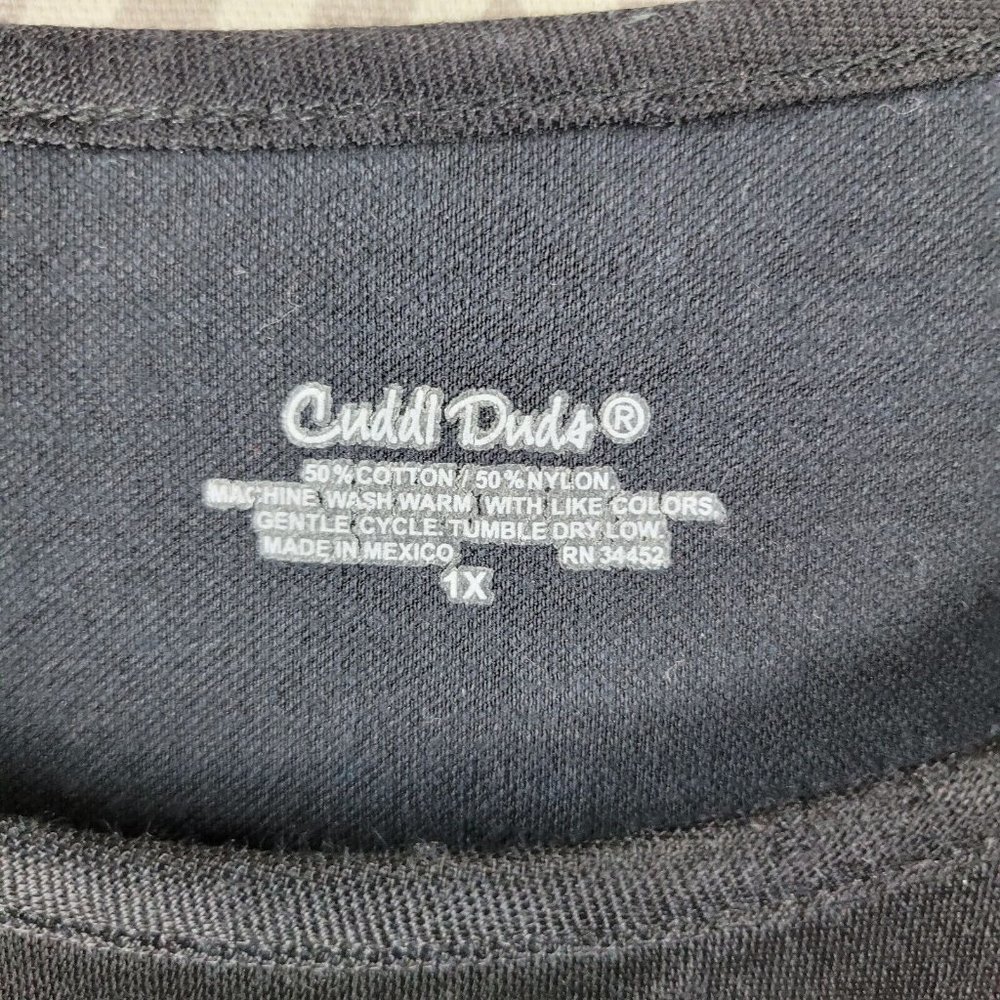 Cuddl Duds®
50% COTTON / 50% NYLON.
MACHINE WASH WARM, WITH LIKE COLORS,
GENTLE CYCLE. TUMBLE DRY LOW.
MADE IN MEXICO RN 34452
1X